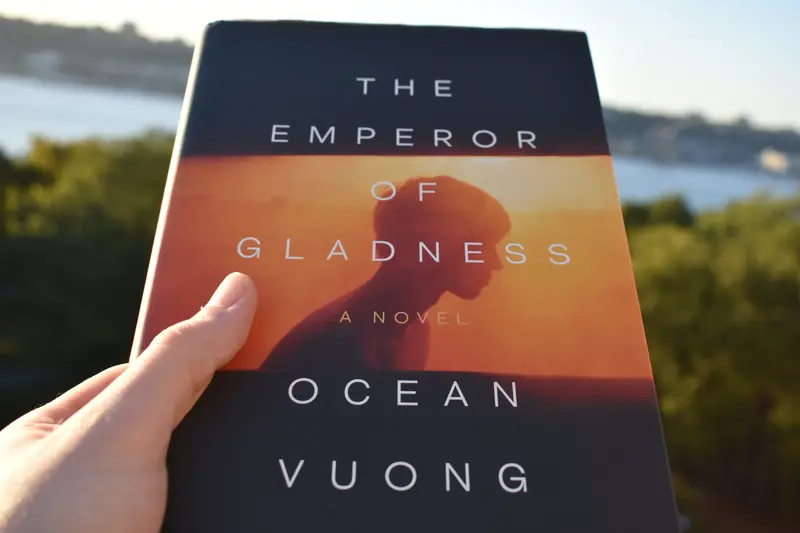 THE
EMPEROR
OF
GLADNESS
A NOVEL
OCEAN
VUONG